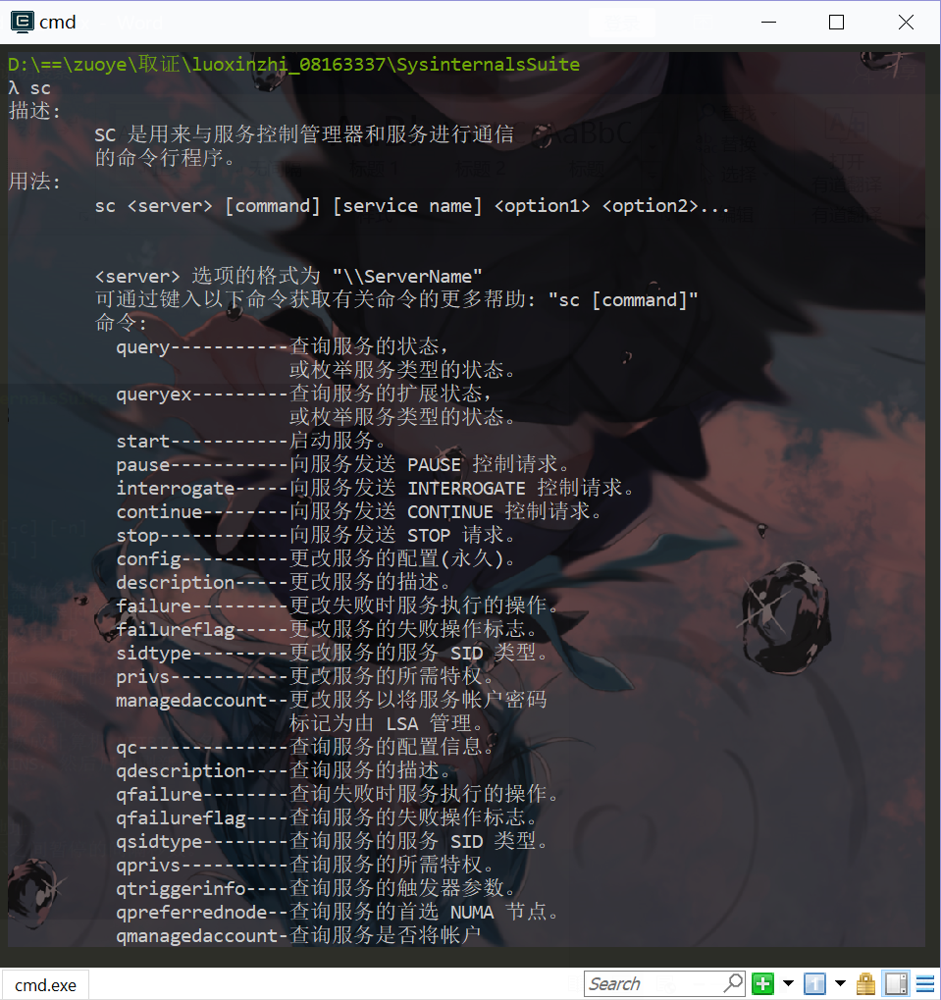 cmd
D:\==\zuoye\取证\luoxinzhi_08163337\SysinternalsSuite
λ sc
描述:
SC 是用来与服务控制管理器和服务进行通信
的命令行程序。
用法:
sc <server> [command] [service name] <option1> <option2>...
<server> 选项的格式为 "\\ServerName"
可通过键入以下命令获取有关命令的更多帮助: "sc [command]"
命令:
query-----------查询服务的状态，
或枚举服务类型的状态。
queryex---------查询服务的扩展状态，
或枚举服务类型的状态。
start-----------启动服务。
pause-----------向服务发送 PAUSE 控制请求。
interrogate-----向服务发送 INTERROGATE 控制请求。
continue--------向服务发送 CONTINUE 控制请求。
stop------------向服务发送 STOP 请求。
config----------更改服务的配置(永久)。
description-----更改服务的描述。
failure---------更改失败时服务执行的操作。
failureflag-----更改服务的失败操作标志。
sidtype---------更改服务的服务 SID 类型。
privs-----------更改服务的所需特权。
managedaccount--更改服务以将服务帐户密码
标记为由 LSA 管理。
qc--------------查询服务的配置信息。
qdescription----查询服务的描述。
qfailure--------查询失败时服务执行的操作。
qfailureflag----查询服务的失败操作标志。
qsidtype--------查询服务的服务 SID 类型。
qprivs----------查询服务的所需特权。
qtriggerinfo----查询服务的触发器参数。
qpreferrednode--查询服务的首选 NUMA 节点。
qmanagedaccount-查询服务是否将帐户
cmd.exe
Search